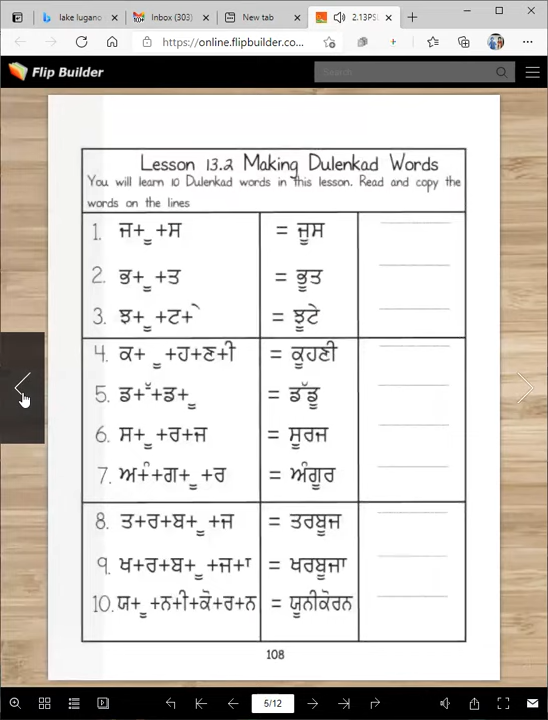 lake lugano
Inbox (303)
New tab
2.13PS
https://online.flipbuilder.co...
Flip Builder
Search
Lesson 13.2 Making Dulenkad Words
You will learn 10 Dulenkad words in this lesson. Read and copy the
words on the lines
1. ਜ+ ੂ +ਸ = ਜੂਸ
2. ਭ+ ੂ +ਤ = ਭੂਤ
3. ਝ+ ੂ +ਟ+ ੇ = ਝੂਟੇ
4. ਕ+ ੂ +ਹ+ਣ+ੀ = ਕੂਹਣੀ
5. ਡ+ ੱ +ਡ+ ੂ = ਡੱਡੂ
6. ਸ+ ੂ +ਰ+ਜ = ਸੂਰਜ
7. ਅ+ ੰ +ਗ+ ੂ +ਰ = ਅੰਗੂਰ
8. ਤ+ਰ+ਬ+ ੂ +ਜ = ਤਰਬੂਜ
9. ਖ+ਰ+ਬ+ ੂ +ਜ+ਾ = ਖਰਬੂਜਾ
10. ਯ+ ੂ +ਨ+ੀ+ਕੋ+ਰ+ਨ = ਯੂਨੀਕੋਰਨ
108
5/12